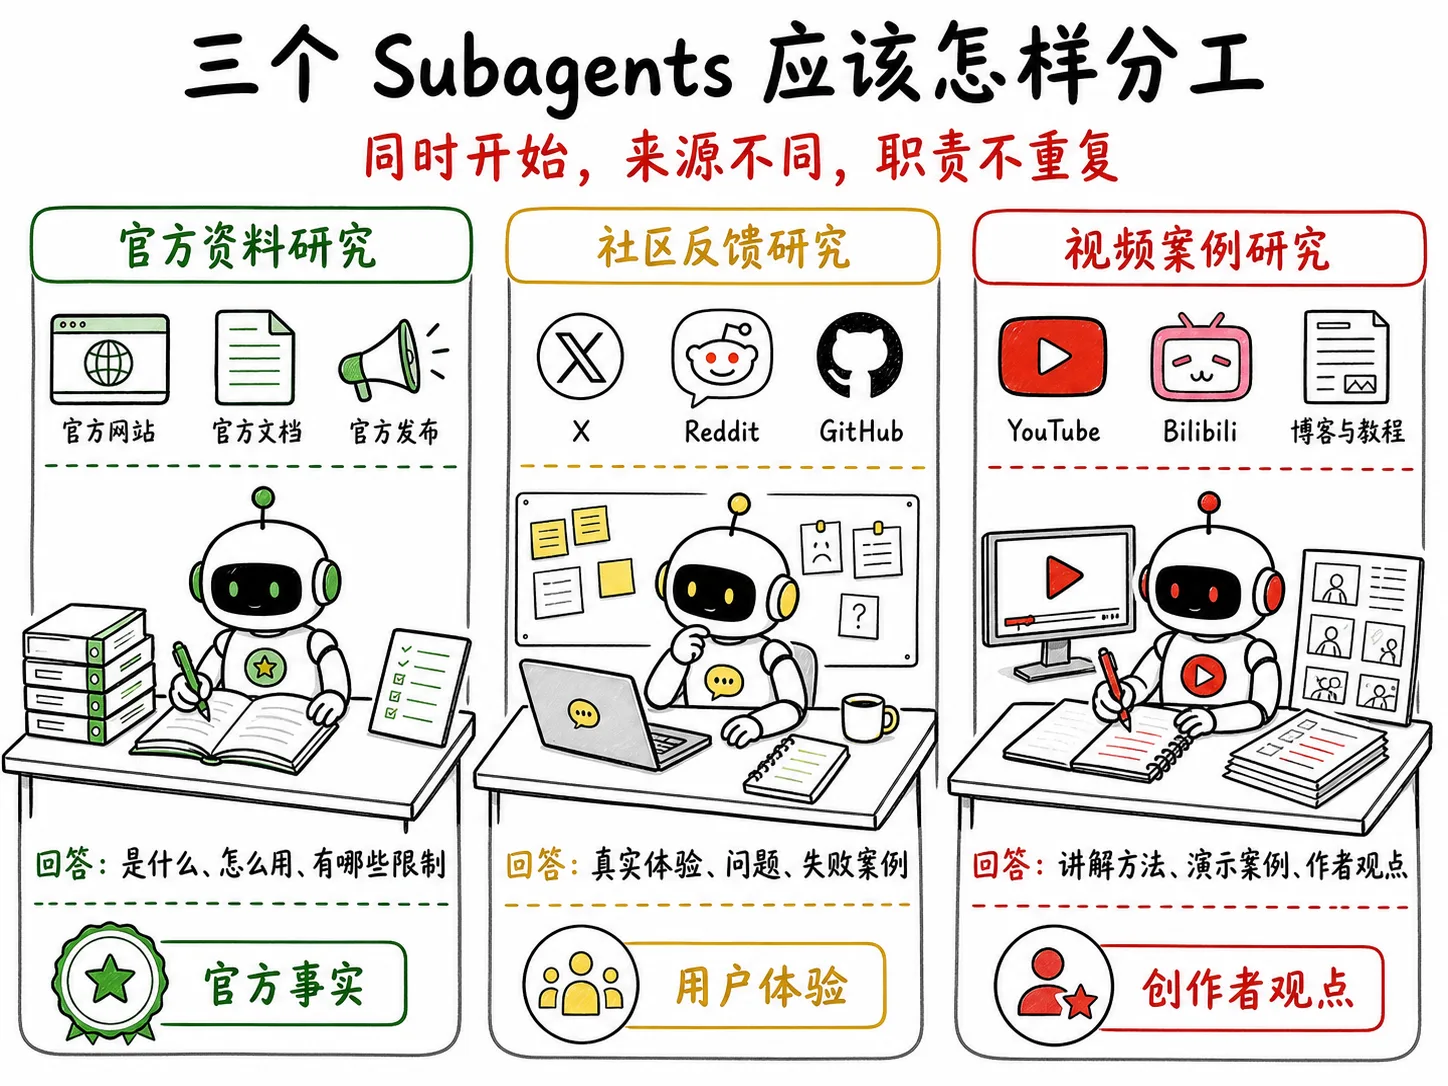 三个 Subagents 应该怎样分工
同时开始，来源不同，职责不重复
官方资料研究
官方网站
官方文档
官方发布
回答：是什么、怎么用、有哪些限制
官方事实
社区反馈研究
X
Reddit
GitHub
?
回答：真实体验、问题、失败案例
用户体验
视频案例研究
YouTube
Bilibili
博客与教程
回答：讲解方法、演示案例、作者观点
创作者观点